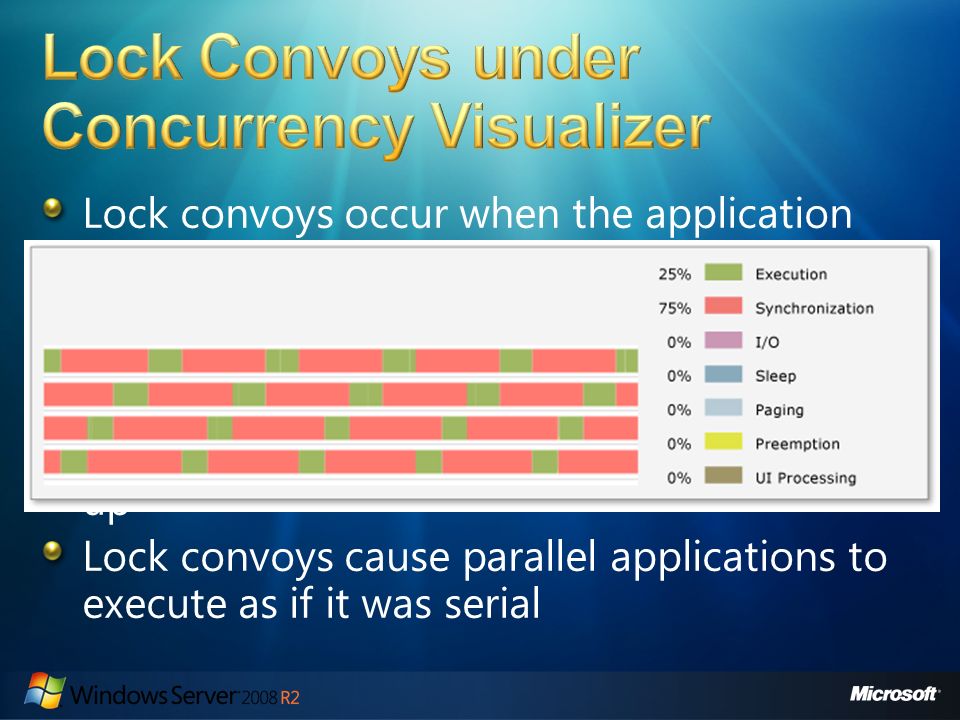 Lock Convoys under
Concurrency Visualizer
Lock convoys occur when the application
25% Execution
75% Synchronization
0% I/O
0% Sleep
0% Paging
0% Preemption
0% UI Processing
up
Lock convoys cause parallel applications to
execute as if it was serial
Windows Server 2008 R2
Microsoft